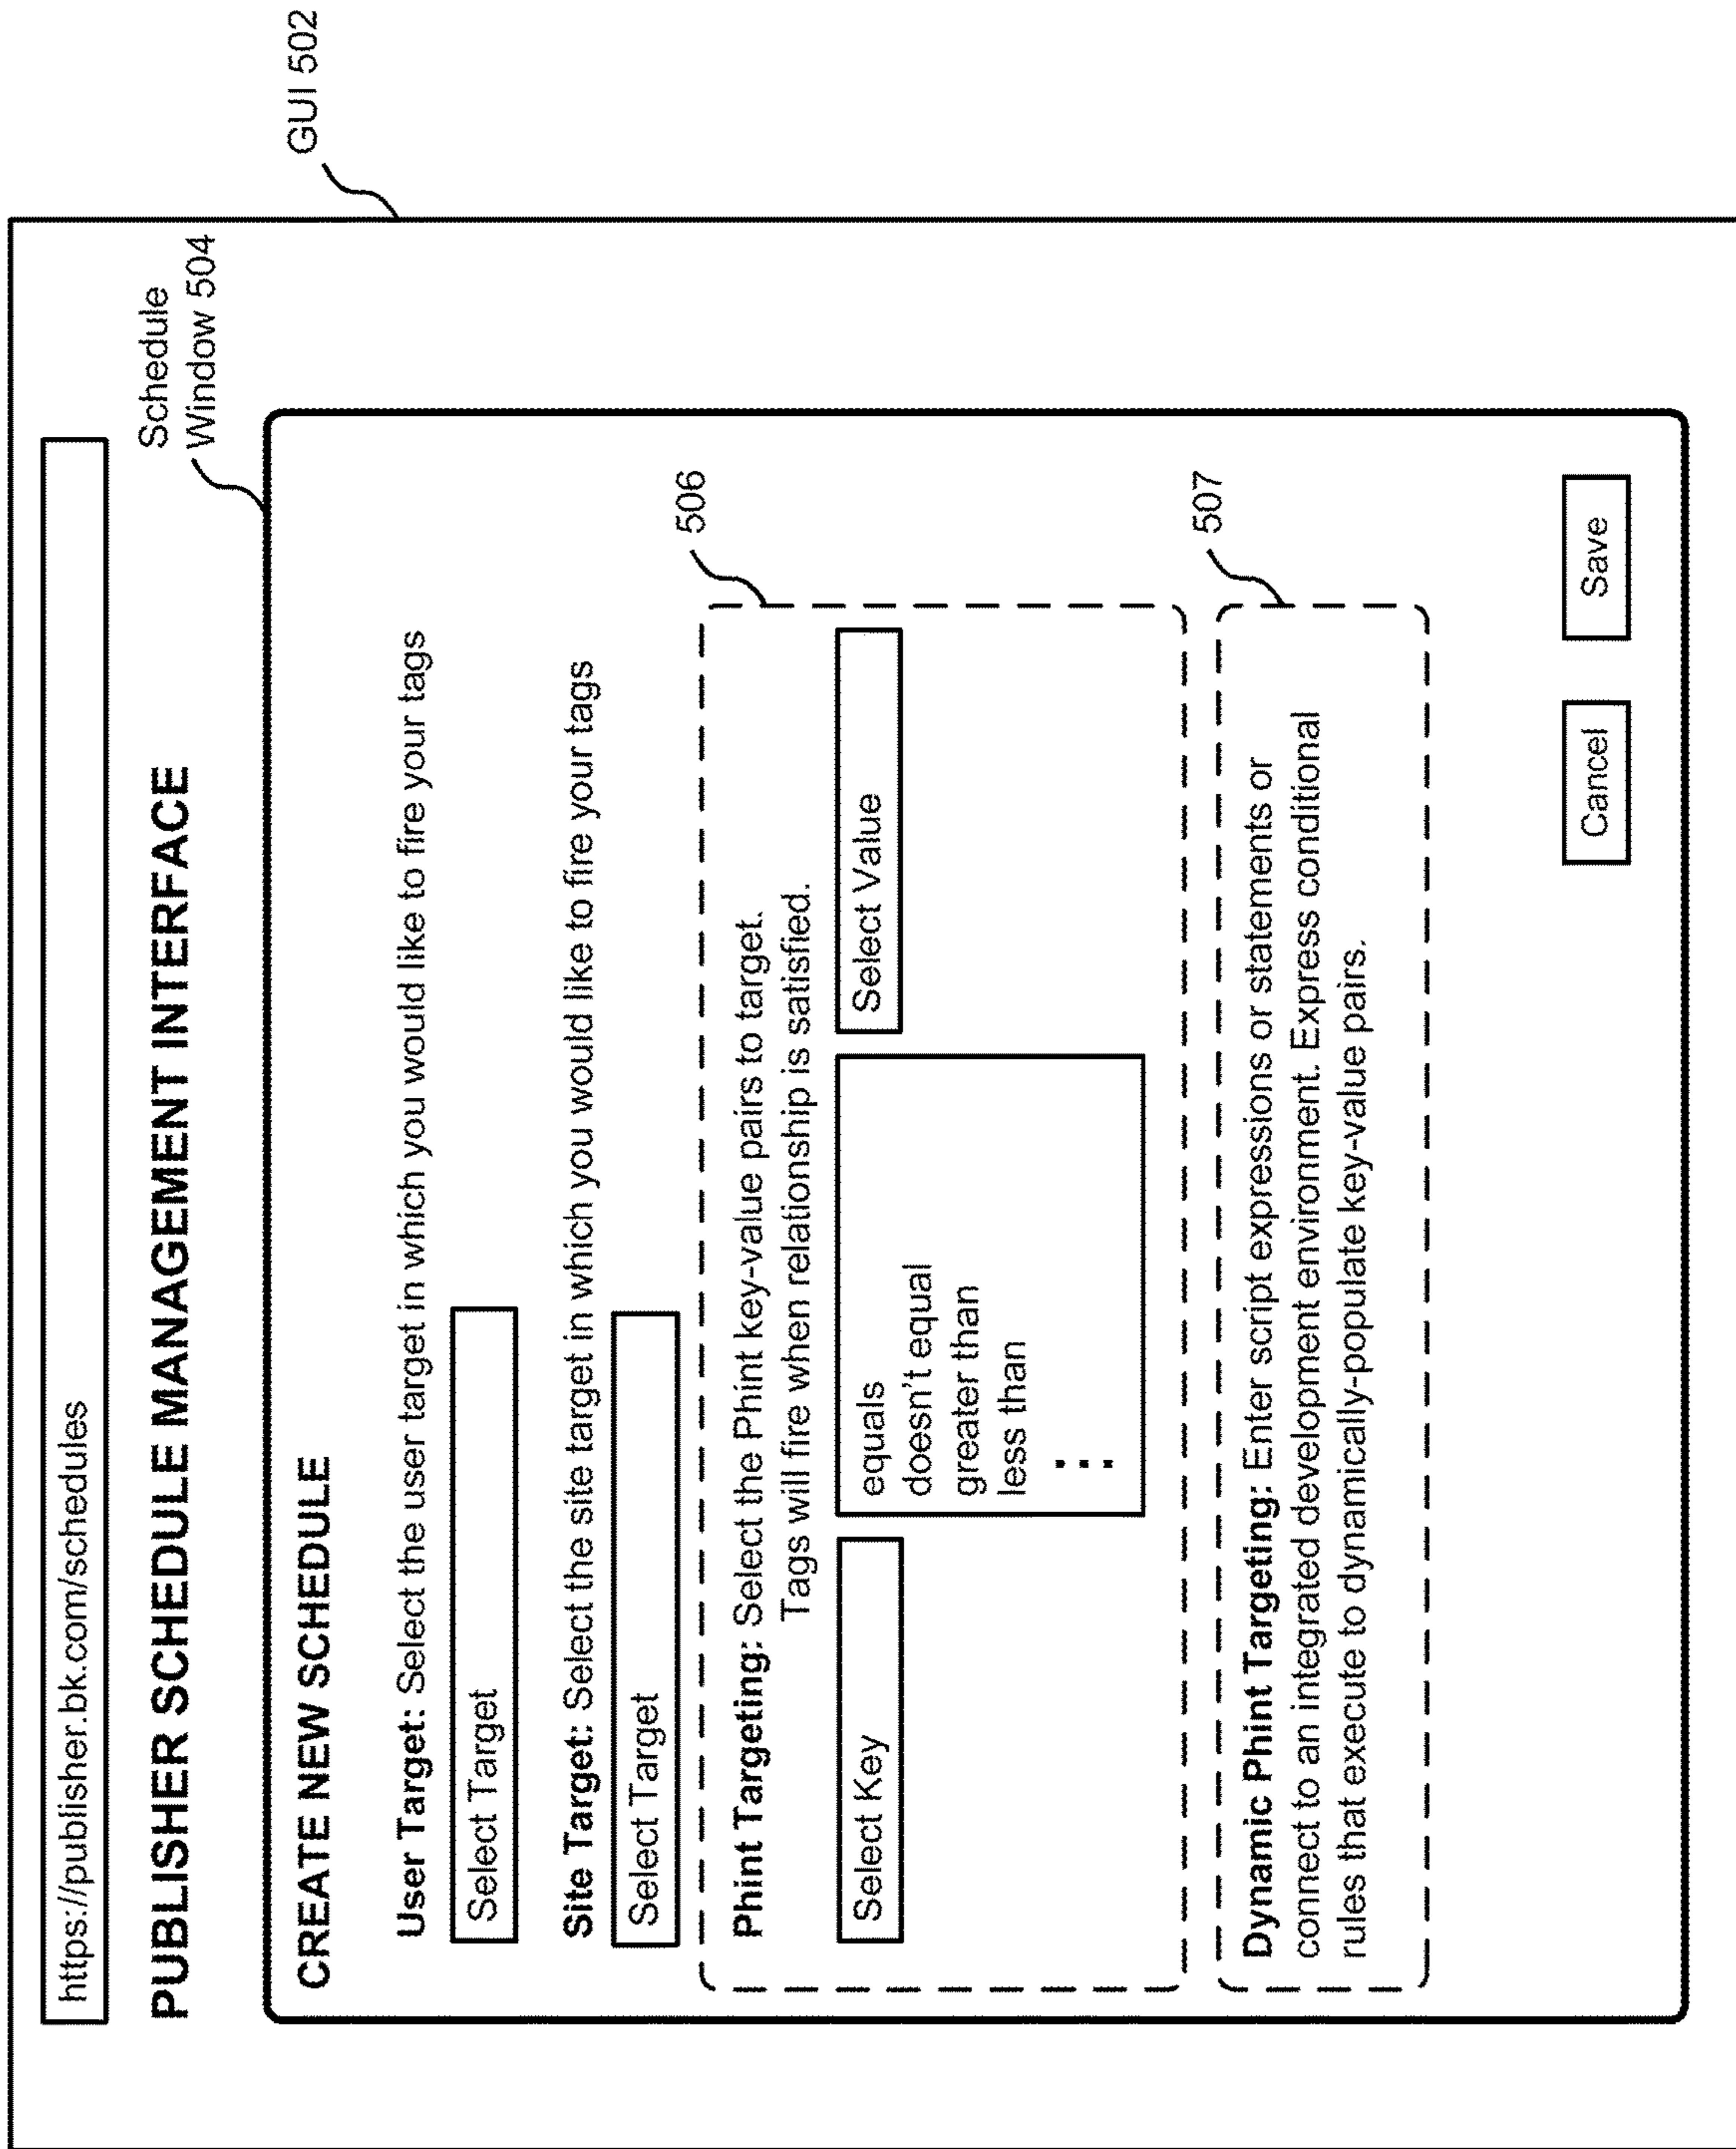 https://publisher.bk.com/schedules
PUBLISHER SCHEDULE MANAGEMENT INTERFACE
Schedule
Window 504
GUI 502
CREATE NEW SCHEDULE
User Target: Select the user target in which you would like to fire your tags
Select Target
Site Target: Select the site target in which you would like to fire your tags
Select Target
506
Phint Targeting: Select the Phint key-value pairs to target.
Tags will fire when relationship is satisfied.
Select Key
equals
doesn't equal
greater than
less than
Select Value
507
Dynamic Phint Targeting: Enter script expressions or statements or
connect to an integrated development environment. Express conditional
rules that execute to dynamically-populate key-value pairs.
Cancel
Save